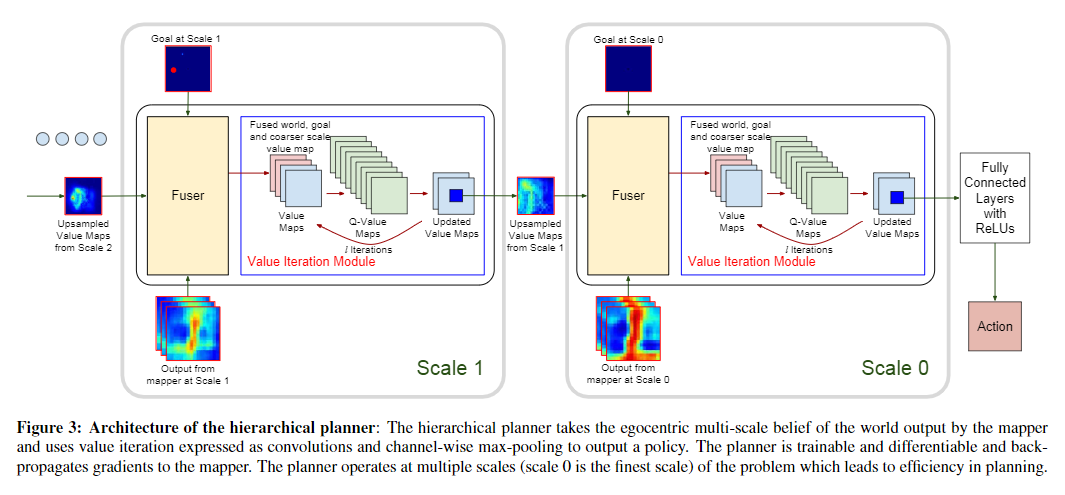 Goal at Scale 1
Fused world, goal
and coarser scale
value map
Fuser
Upsampled
Value Maps
from Scale 2
Value
Maps
Q-Value
Maps
Updated
Value Maps
l Iterations
Value Iteration Module
Output from
mapper at Scale 1
Scale 1
Upsampled
Value Maps
from Scale 1
Goal at Scale 0
Fused world, goal
and coarser scale
value map
Fuser
Value
Maps
Q-Value
Maps
Updated
Value Maps
l Iterations
Value Iteration Module
Output from
mapper at Scale 0
Scale 0
Fully
Connected
Layers
with
ReLUs
Action
Figure 3: Architecture of the hierarchical planner: The hierarchical planner takes the egocentric multi-scale belief of the world output by the mapper
and uses value iteration expressed as convolutions and channel-wise max-pooling to output a policy. The planner is trainable and differentiable and back-
propagates gradients to the mapper. The planner operates at multiple scales (scale 0 is the finest scale) of the problem which leads to efficiency in planning.